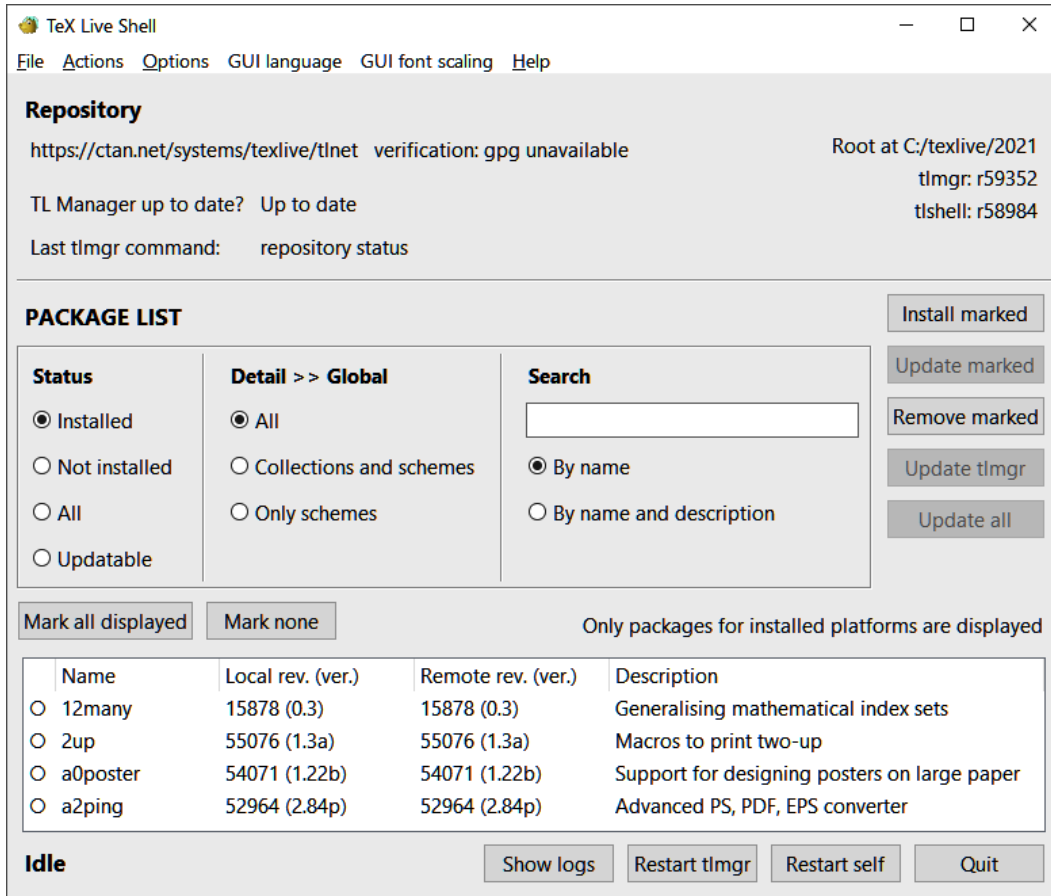 TeX Live Shell
File Actions Options GUI language GUI font scaling Help
Repository
https://ctan.net/systems/texlive/tlnet verification: gpg unavailable
Root at C:/texlive/2021
tlmgr: r59352
TL Manager up to date? Up to date
tlshell: r58984
Last tlmgr command: repository status
PACKAGE LIST
Install marked
Update marked
Remove marked
Update tlmgr
Update all
Status
Installed
Not installed
All
Updatable
Detail >> Global
All
Collections and schemes
Only schemes
Search
By name
By name and description
Mark all displayed Mark none Only packages for installed platforms are displayed
Name Local rev. (ver.) Remote rev. (ver.) Description
12many 15878 (0.3) 15878 (0.3) Generalising mathematical index sets
2up 55076 (1.3a) 55076 (1.3a) Macros to print two-up
a0poster 54071 (1.22b) 54071 (1.22b) Support for designing posters on large paper
a2ping 52964 (2.84p) 52964 (2.84p) Advanced PS, PDF, EPS converter
Idle Show logs Restart tlmgr Restart self Quit